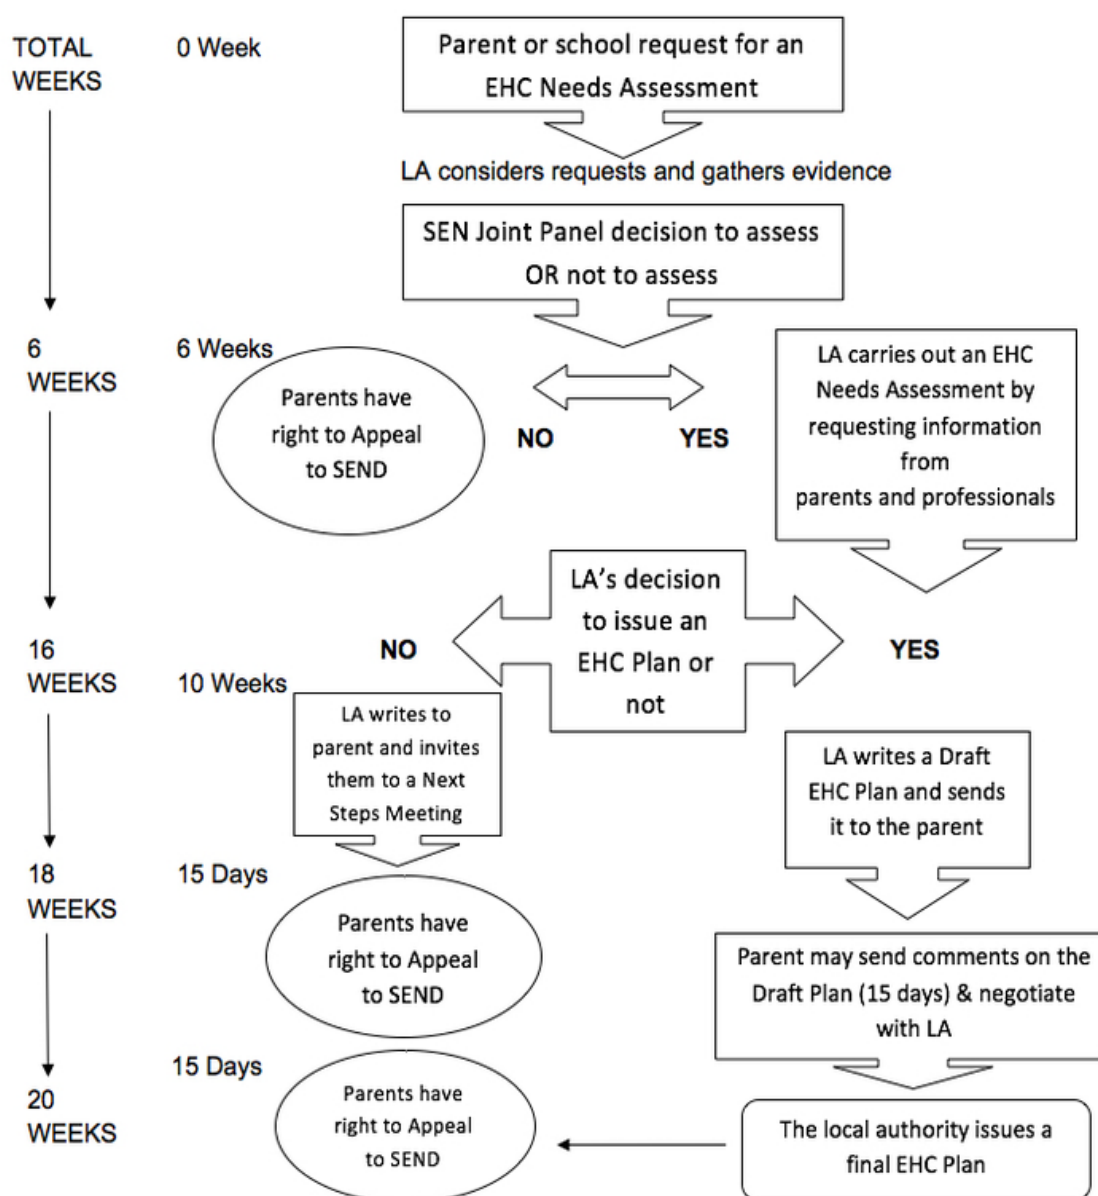 TOTAL
WEEKS
0 Week
Parent or school request for an
EHC Needs Assessment
LA considers requests and gathers evidence
SEN Joint Panel decision to assess
OR not to assess
6
WEEKS
6 Weeks
Parents have
right to Appeal
to SEND
NO
YES
LA carries out an EHC
Needs Assessment by
requesting information
from
parents and professionals
LA's decision
to issue an
EHC Plan or
not
NO
YES
16
WEEKS
10 Weeks
LA writes to
parent and invites
them to a Next
Steps Meeting
LA writes a Draft
EHC Plan and sends
it to the parent
18
WEEKS
15 Days
Parents have
right to Appeal
to SEND
Parent may send comments on the
Draft Plan (15 days) & negotiate
with LA
15 Days
20
WEEKS
Parents have
right to Appeal
to SEND
The local authority issues a
final EHC Plan